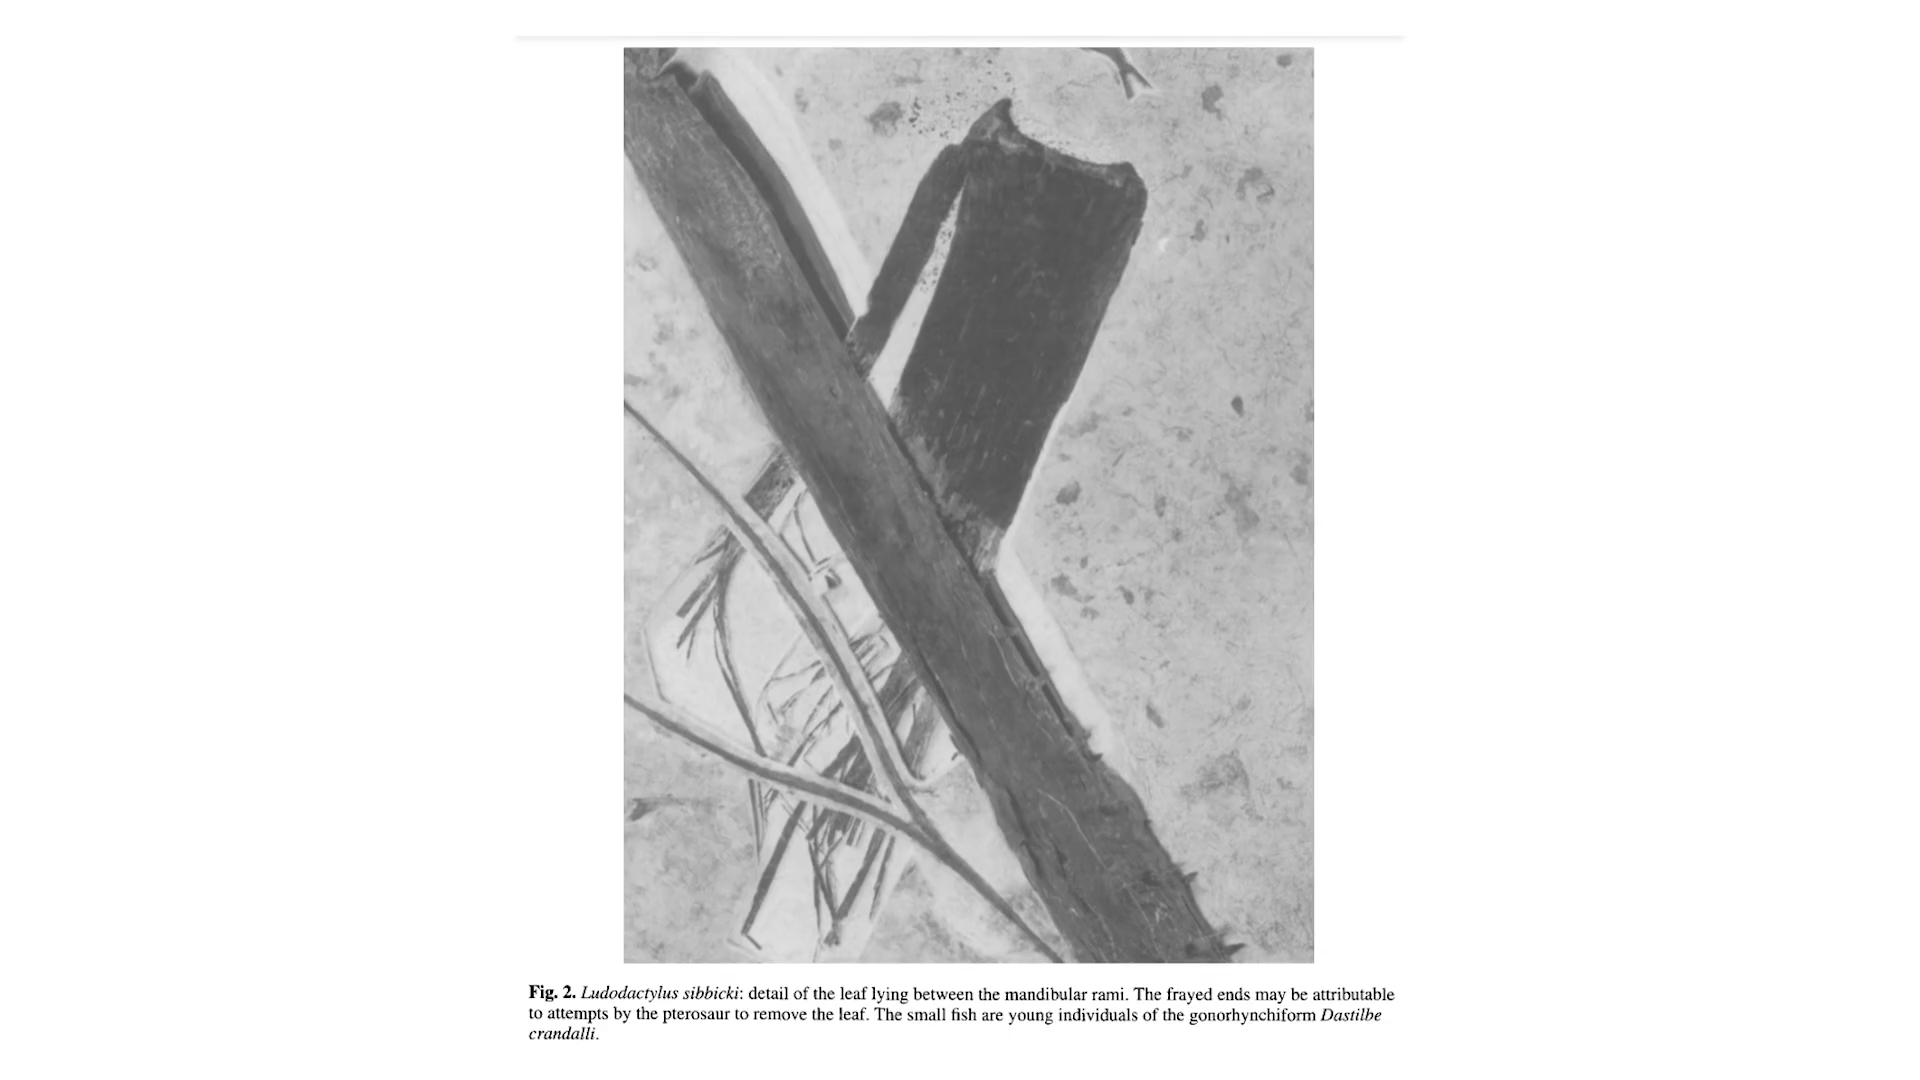 Fig. 2. Ludodactylus sibbicki: detail of the leaf lying between the mandibular rami. The frayed ends may be attributable
to attempts by the pterosaur to remove the leaf. The small fish are young individuals of the gonorhynchiform Dastilbe
crandalli.